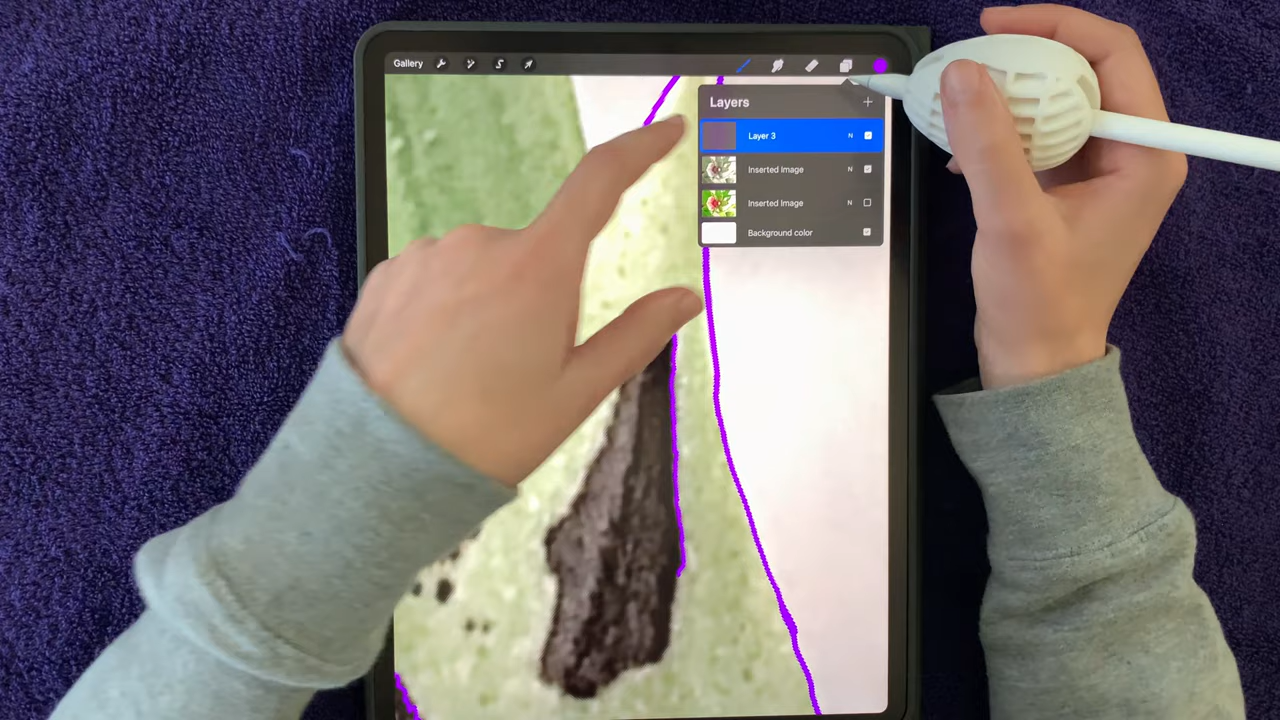 Gallery
Layers
Layer 3 N
Inserted Image N
Inserted Image N
Background color